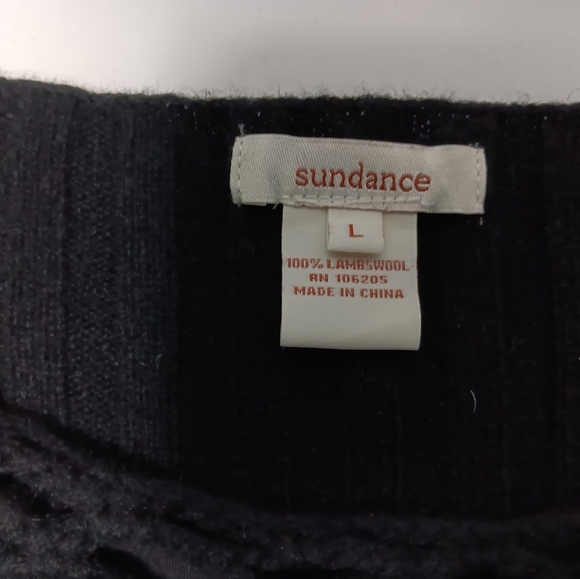 sundance
L
100% LAMBSWOOL
RN 106205
MADE IN CHINA